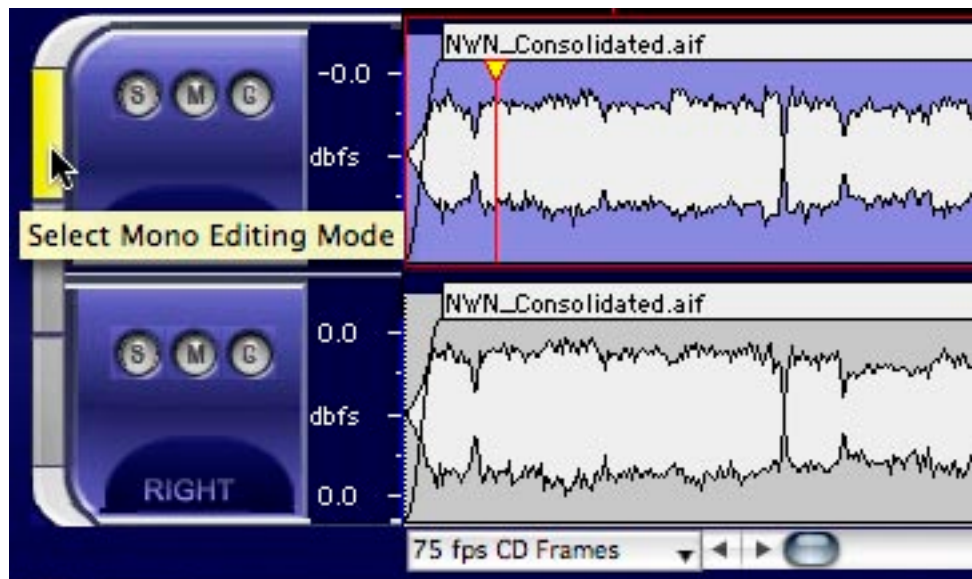 NWN_Consolidated.aif
S M G
-0.0
dbfs
Select Mono Editing Mode
NWN_Consolidated.aif
S M G
0.0
dbfs
RIGHT
0.0
75 fps CD Frames